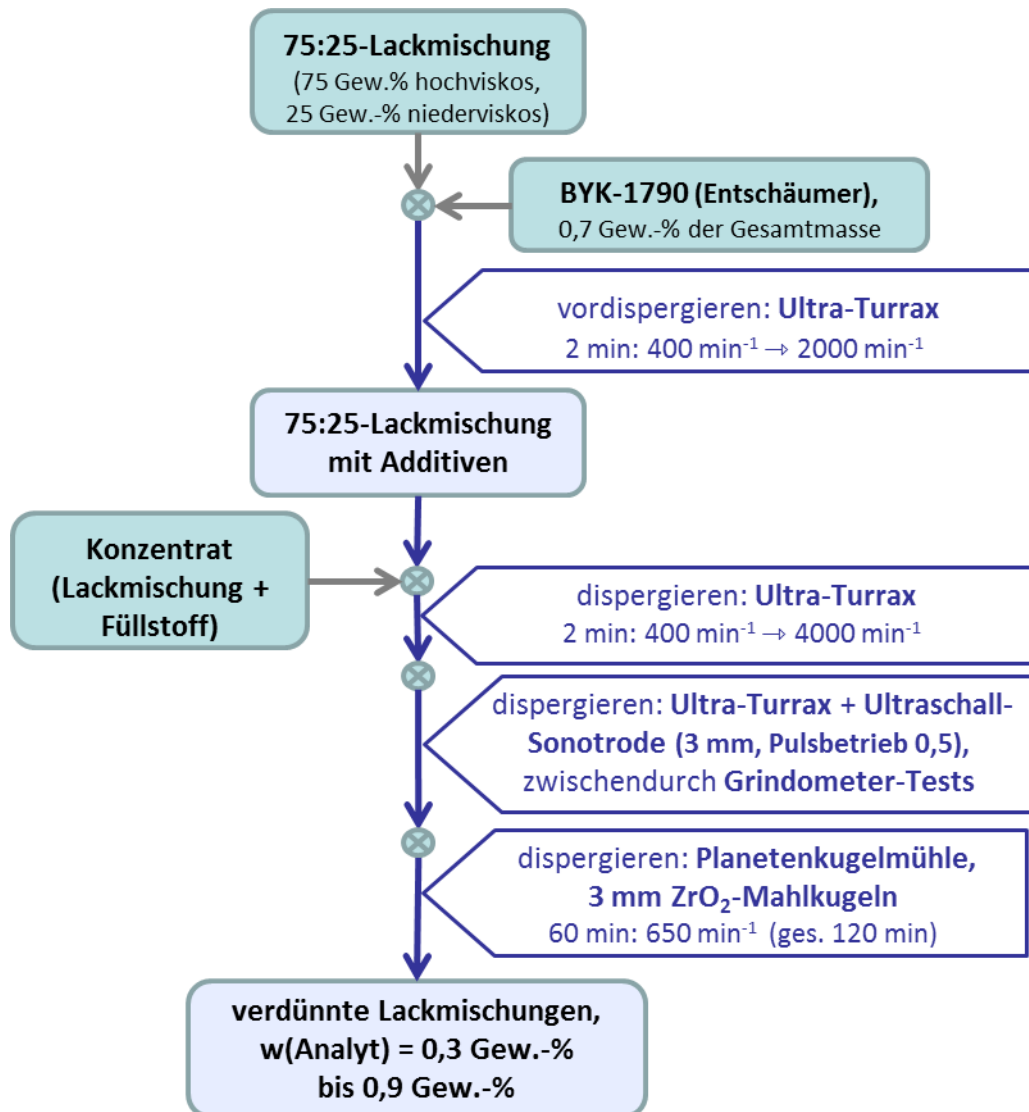 75:25-Lackmischung
(75 Gew.% hochviskos,
25 Gew.-% niederviskos)
BYK-1790 (Entschäumer),
0,7 Gew.-% der Gesamtmasse
vordispergieren: Ultra-Turrax
2 min: 400 min⁻¹ → 2000 min⁻¹
75:25-Lackmischung
mit Additiven
Konzentrat
(Lackmischung +
Füllstoff)
dispergieren: Ultra-Turrax
2 min: 400 min⁻¹ → 4000 min⁻¹
dispergieren: Ultra-Turrax + Ultraschall-
Sonotrode (3 mm, Pulsbetrieb 0,5),
zwischendurch Grindometer-Tests
dispergieren: Planetenkugelmühle,
3 mm ZrO₂-Mahlkugeln
60 min: 650 min⁻¹ (ges. 120 min)
verdünnte Lackmischungen,
w(Analyt) = 0,3 Gew.-%
bis 0,9 Gew.-%